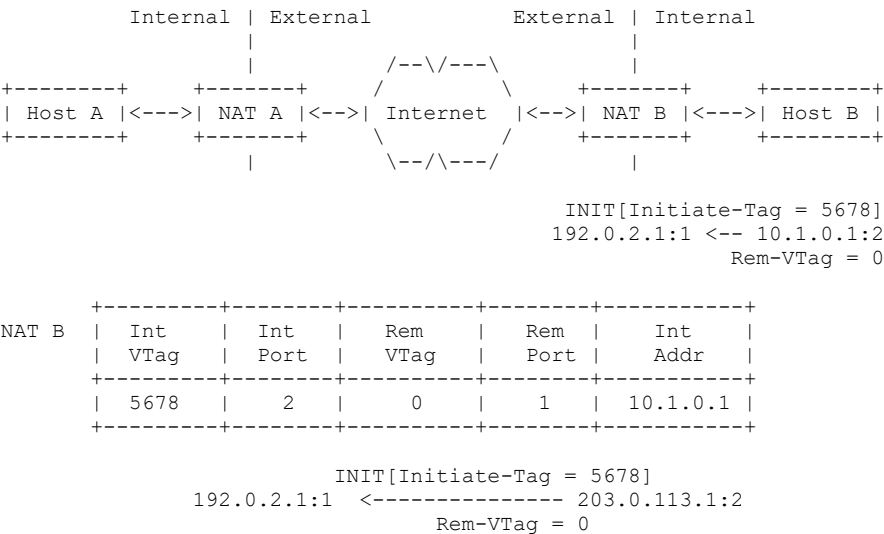 Internal | External External | Internal
| |
| /--\/---\ |
+--------+ +-------+ / \ +-------+ +--------+
| Host A |<--->| NAT A |<-->| Internet |<-->| NAT B |<--->| Host B |
+--------+ +-------+ \ / +-------+ +--------+
| \--/\---/ |
INIT[Initiate-Tag = 5678]
192.0.2.1:1 <-- 10.1.0.1:2
Rem-VTag = 0
+---------+--------+----------+--------+-----------+
NAT B | Int | Int | Rem | Rem | Int |
| VTag | Port | VTag | Port | Addr |
+---------+--------+----------+--------+-----------+
| 5678 | 2 | 0 | 1 | 10.1.0.1 |
+---------+--------+----------+--------+-----------+
INIT[Initiate-Tag = 5678]
192.0.2.1:1 <--------------- 203.0.113.1:2
Rem-VTag = 0